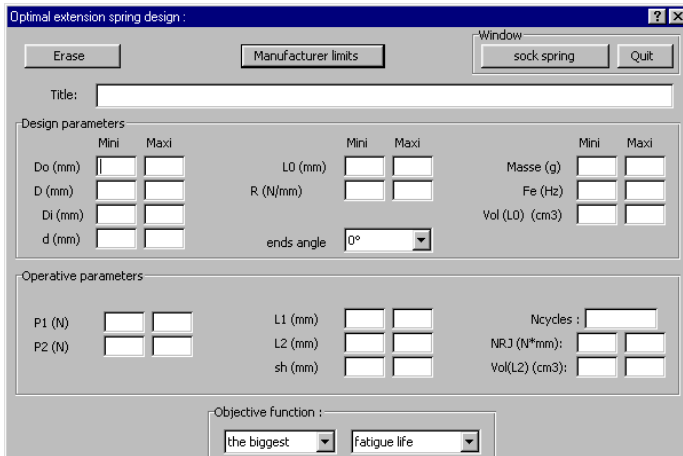 Optimal extension spring design :
Window
Erase Manufacturer limits sock spring Quit
Title:
Design parameters
Mini Maxi Mini Maxi Mini Maxi
Do (mm) L0 (mm) Masse (g)
D (mm) R (N/mm) Fe (Hz)
Di (mm) Vol (L0) (cm3)
d (mm) ends angle 0°
Operative parameters
P1 (N) L1 (mm) Ncycles :
P2 (N) L2 (mm) NRJ (N*mm):
sh (mm) Vol(L2) (cm3):
Objective function :
the biggest fatigue life